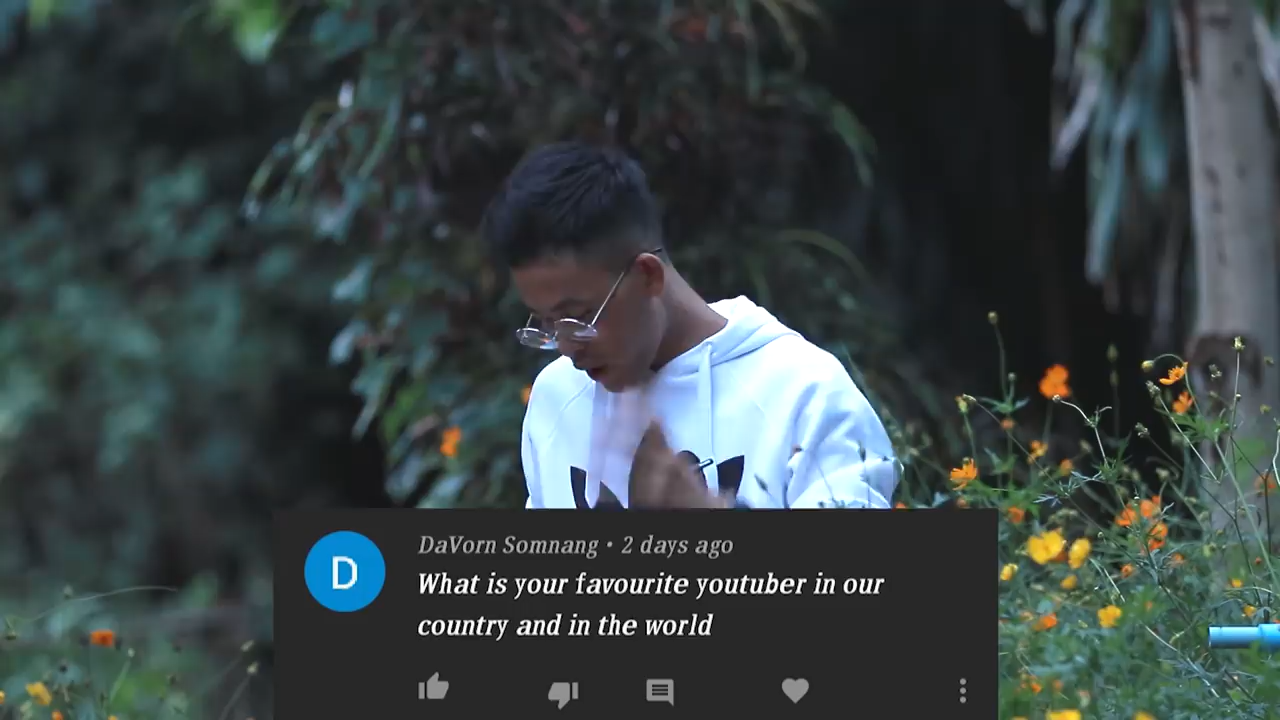 D
DaVorn Somnang • 2 days ago
What is your favourite youtuber in our
country and in the world